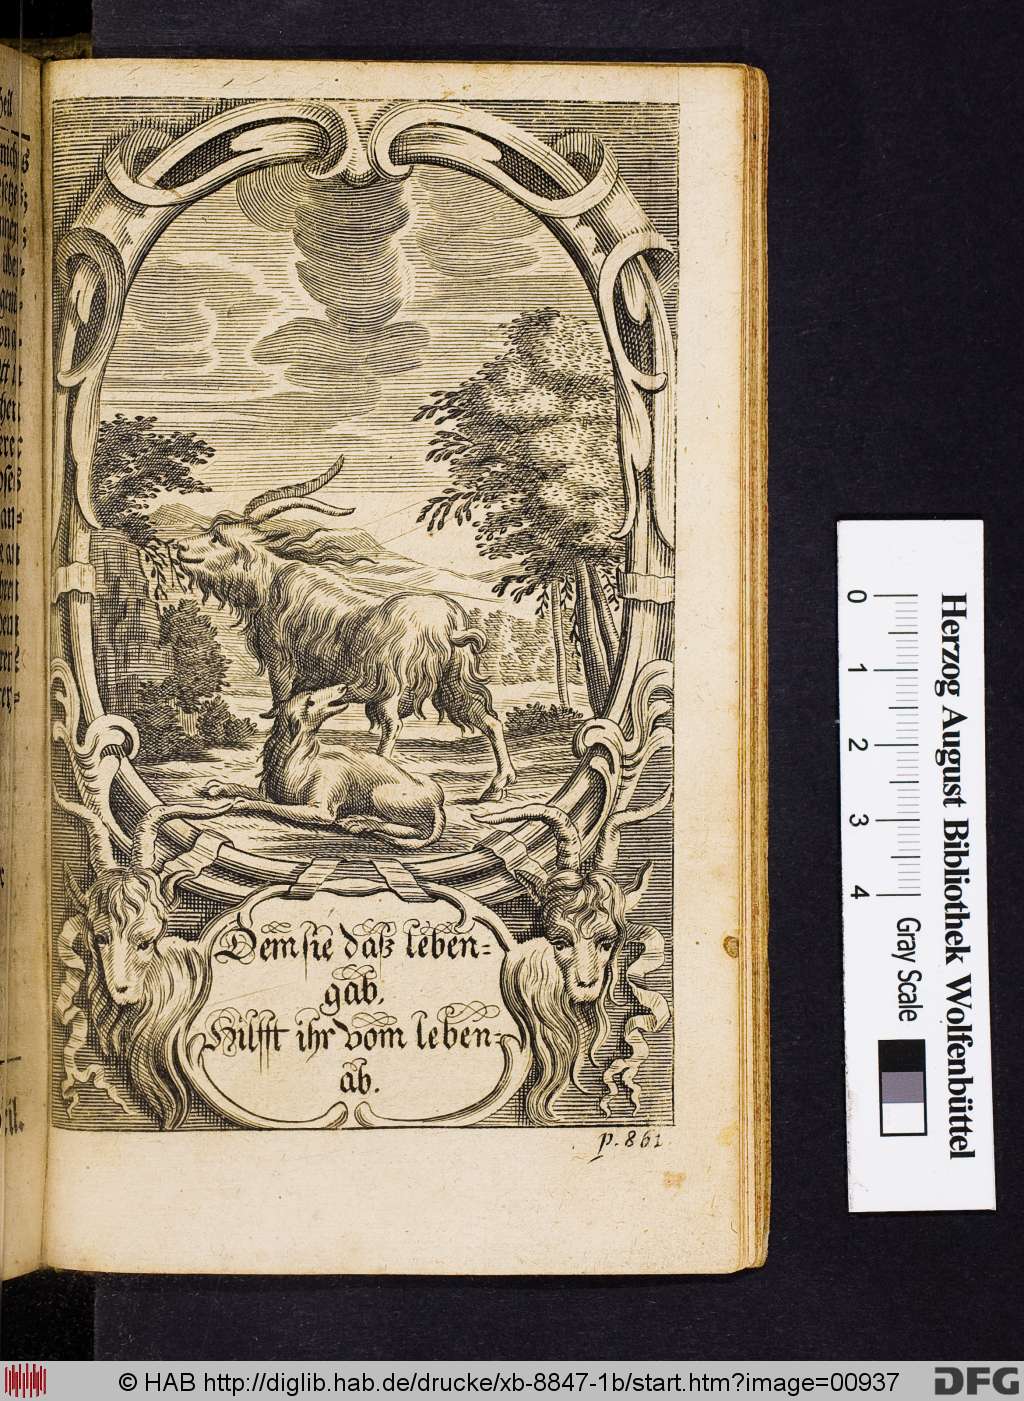 Dem sie daß leben=
gab,
Hilfft ihr vom leben=
ab.
p. 861
Herzog August Bibliothek Wolfenbüttel
0 1 2 3 4
Gray Scale
© HAB http://diglib.hab.de/drucke/xb-8847-1b/start.htm?image=00937
DFG